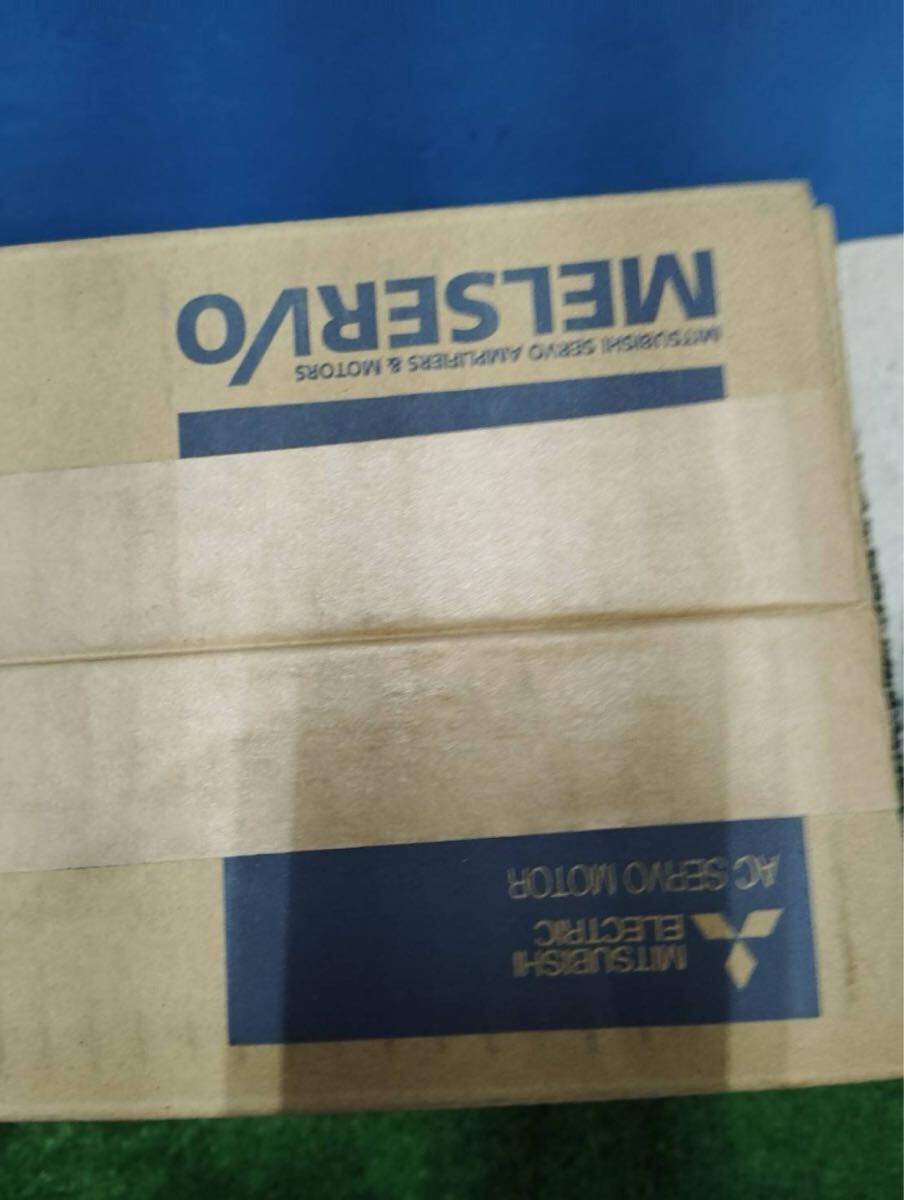 MELSERVO
MITSUBISHI SERVO AMPLIFIERS & MOTORS
MITSUBISHI
ELECTRIC
AC SERVO MOTOR